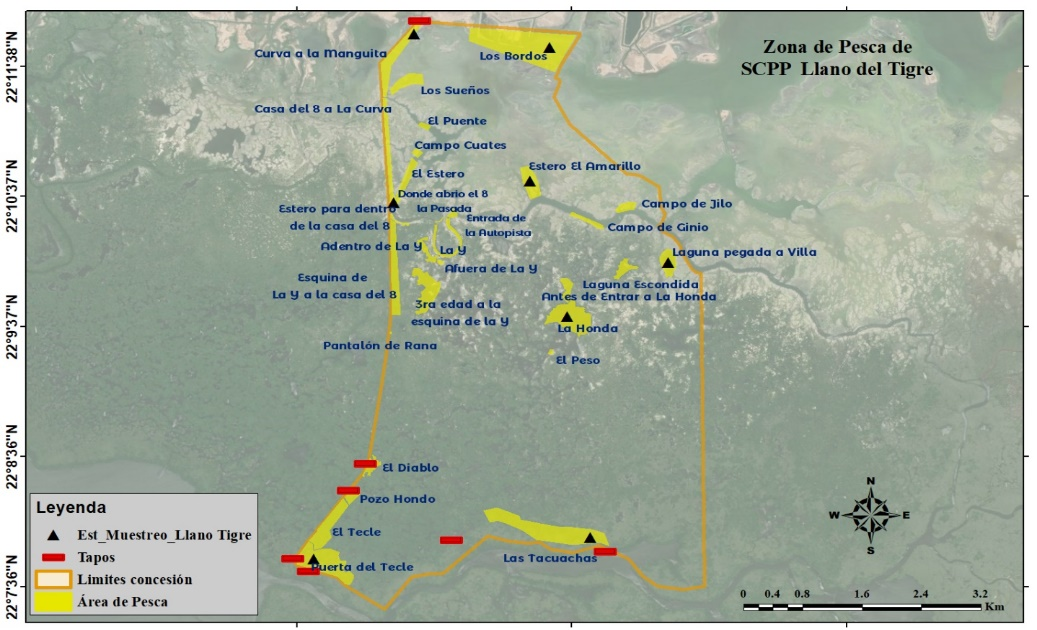 Zona de Pesca de
SCPP Llano del Tigre
22°11'38"N
22°10'37"N
22°9'37"N
22°8'36"N
22°7'36"N
Curva a la Manguita
Los Bordos
Los Sueños
Casa del 8 a La Curva
El Puente
Campo Cuates
Estero El Amarillo
El Estero
Donde abrio el 8
la Pasada
Campo de Jilo
Estero para dentro
de la casa del 8
Entrada de
la Autopista
Campo de Ginio
Adentro de La Y
La Y
Laguna pegada a Villa
Afuera de La Y
Esquina de
La Y a la casa del 8
Laguna Escondida
Antes de Entrar a La Honda
3ra edad a la
esquina de la Y
La Honda
Pantalón de Rana
El Peso
El Diablo
Pozo Hondo
El Tecle
Las Tacuachas
Puerta del Tecle
Leyenda
Est_Muestreo_Llano Tigre
Tapos
Limites concesión
Área de Pesca
N
W E
S
0 0.4 0.8 1.6 2.4 3.2
Km